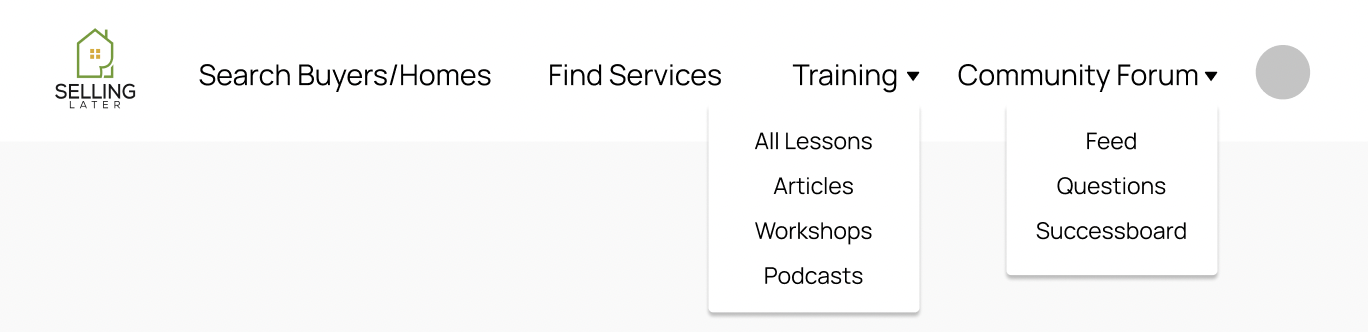 SELLING
LATER
Search Buyers/Homes
Find Services
Training
Community Forum
All Lessons
Articles
Workshops
Podcasts
Feed
Questions
Successboard